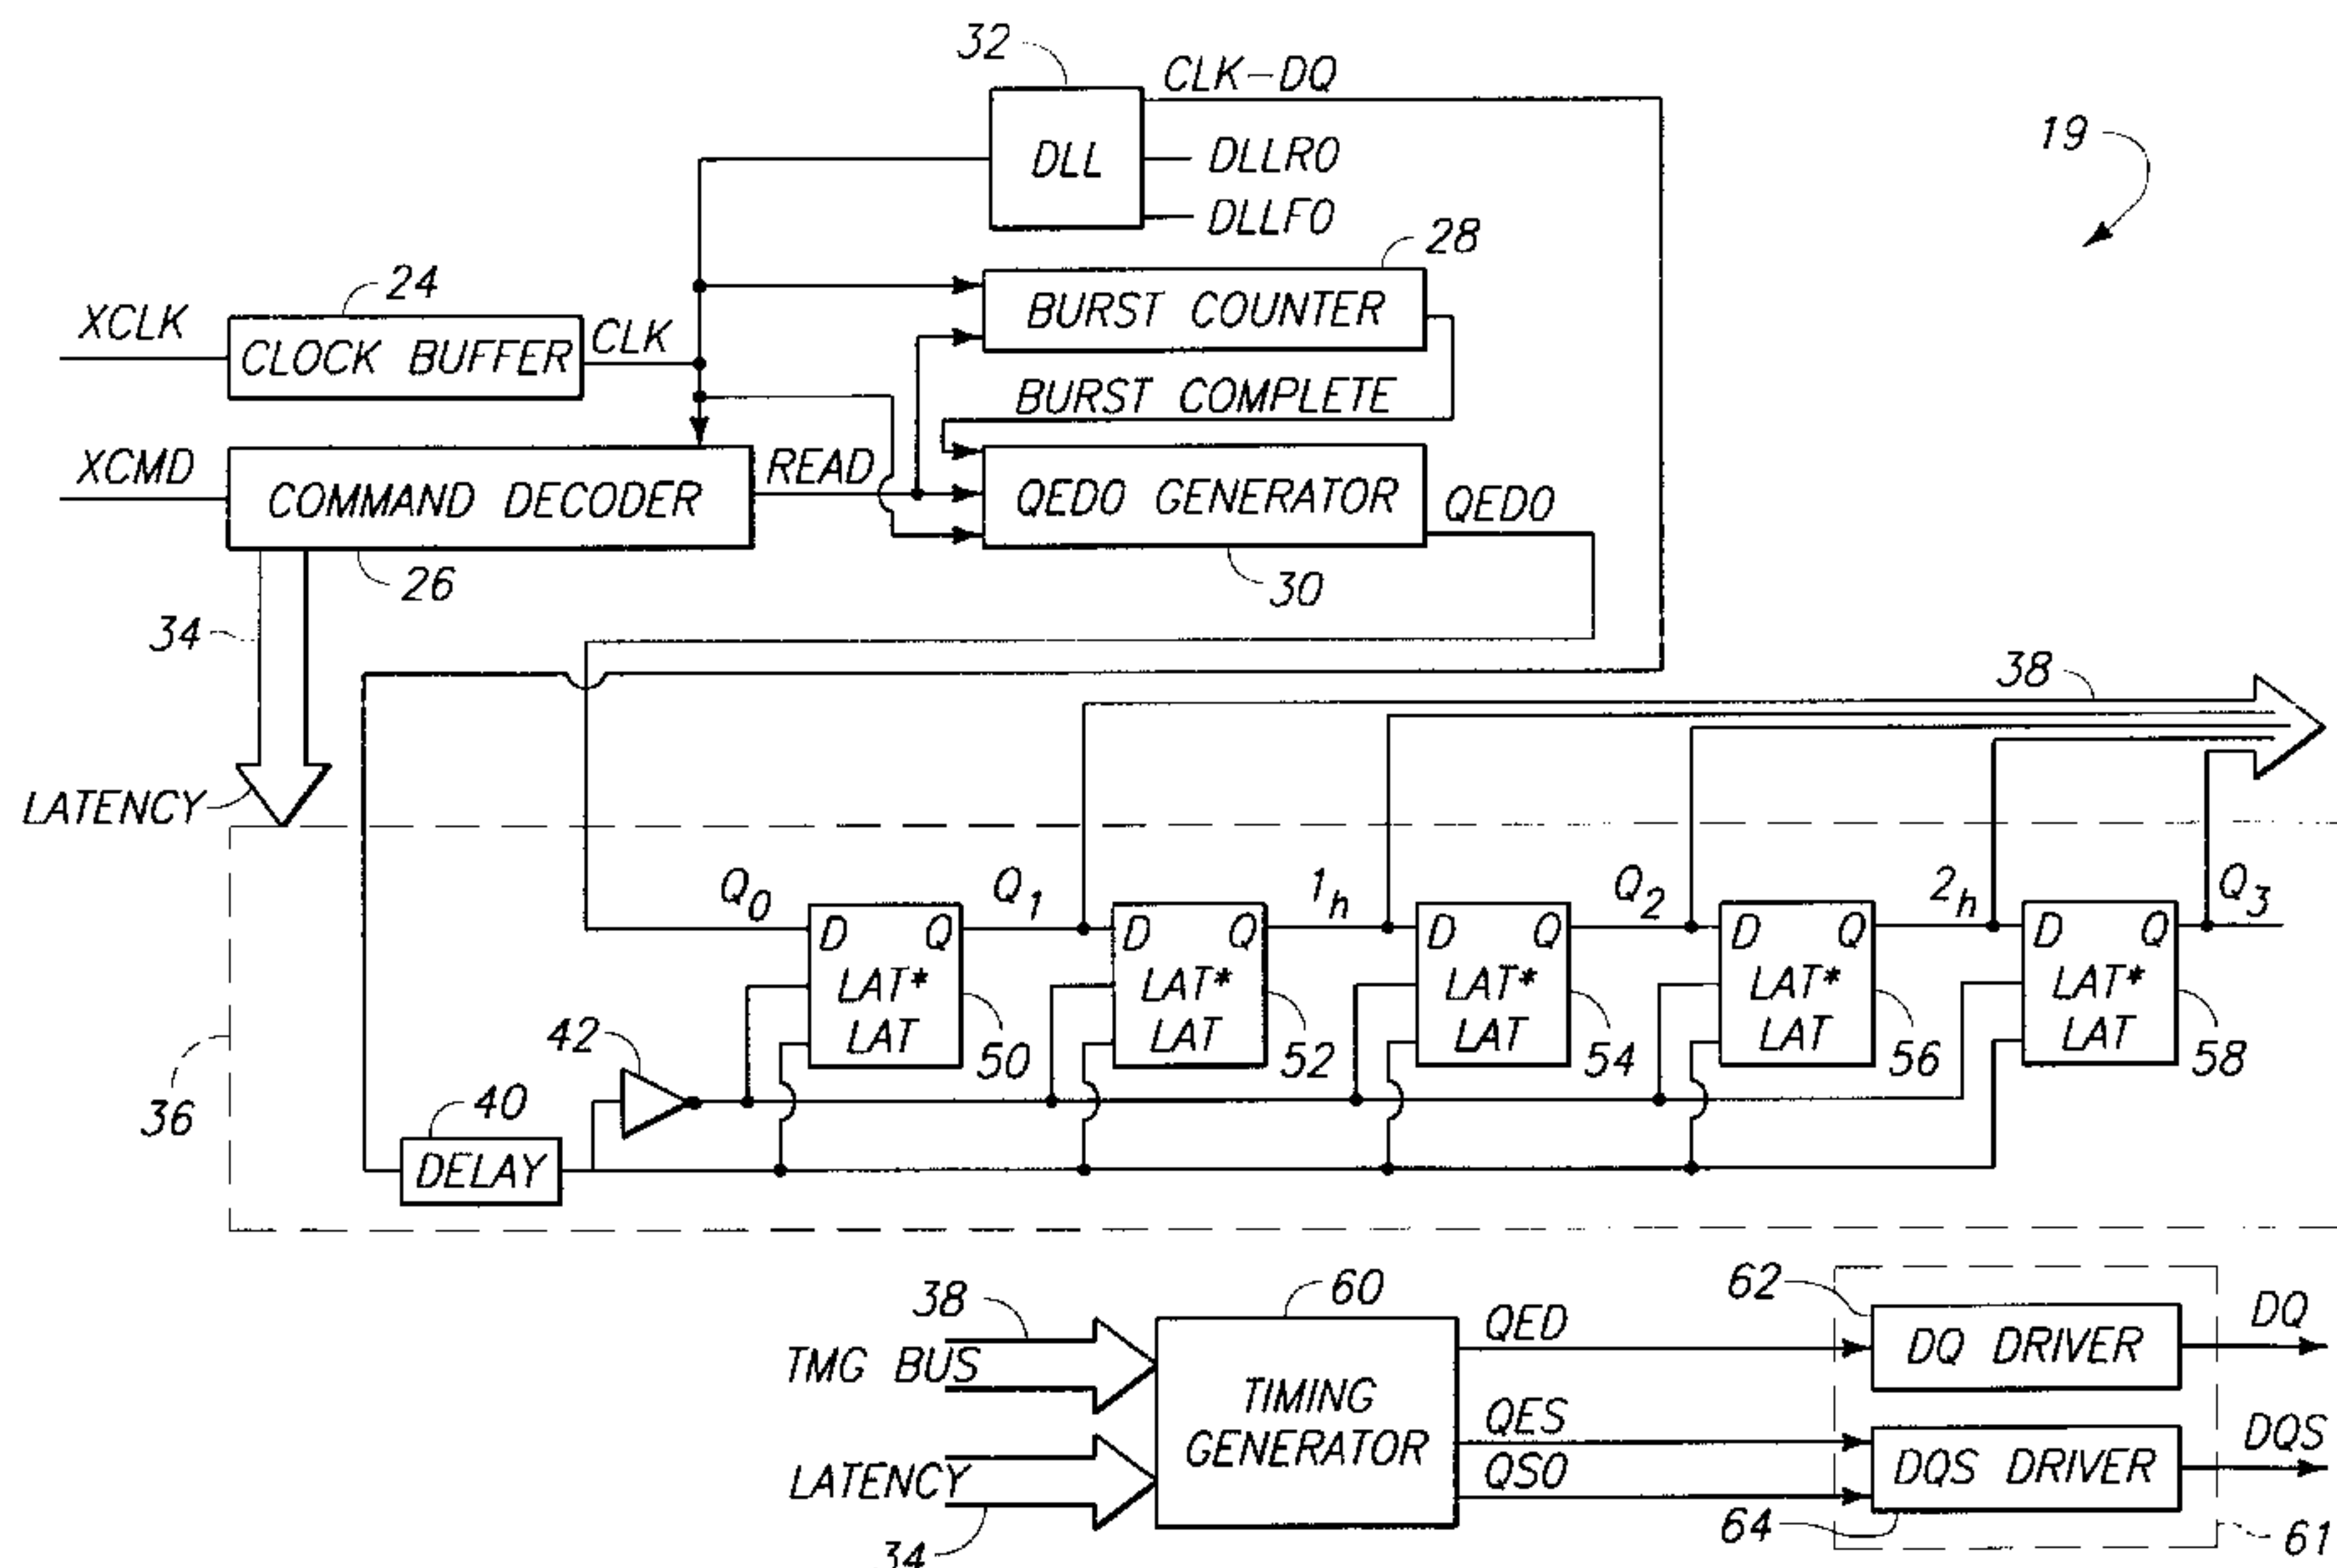 32
CLK-DQ
19
DLL
DLLR0
DLLF0
28
24
XCLK
CLOCK BUFFER
CLK
BURST COUNTER
BURST COMPLETE
XCMD
COMMAND DECODER
READ
QED0 GENERATOR
QED0
26
30
34
38
LATENCY
Q0
Q1
1h
Q2
2h
Q3
D Q
LAT*
LAT
50
D Q
LAT*
LAT
52
D Q
LAT*
LAT
54
D Q
LAT*
LAT
56
D Q
LAT*
LAT
58
42
36
40
DELAY
38
60
62
TMG BUS
QED
DQ DRIVER
DQ
TIMING
GENERATOR
QES
LATENCY
QSO
DQS DRIVER
DQS
34
64
61